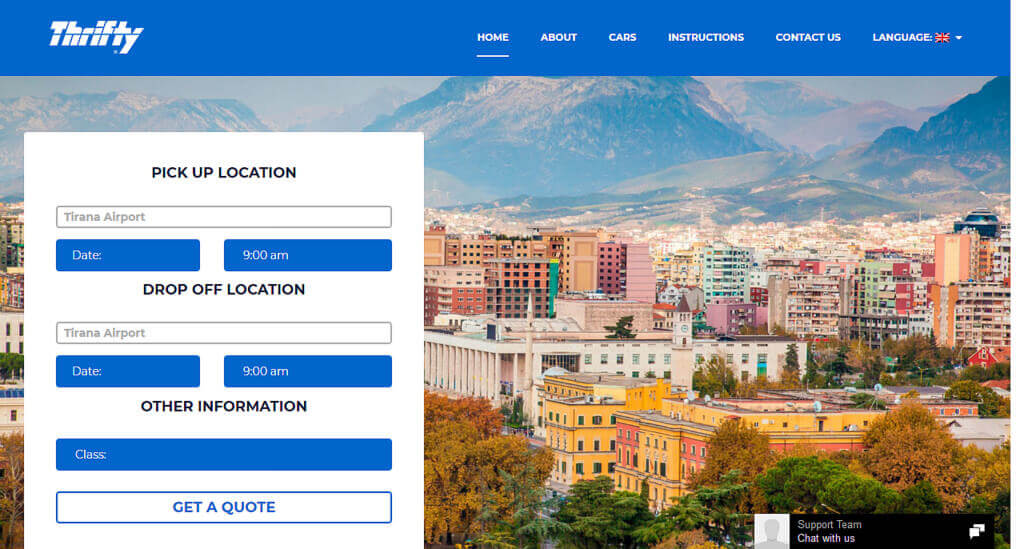 Thrifty
HOME ABOUT CARS INSTRUCTIONS CONTACT US LANGUAGE:
PICK UP LOCATION
Tirana Airport
Date: 9:00 am
DROP OFF LOCATION
Tirana Airport
Date: 9:00 am
OTHER INFORMATION
Class:
GET A QUOTE
Support Team
Chat with us